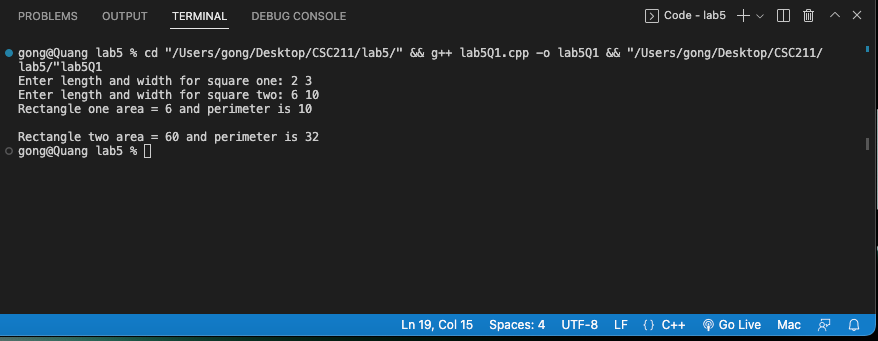 PROBLEMS OUTPUT TERMINAL DEBUG CONSOLE Code - lab5
gong@Quang lab5 % cd "/Users/gong/Desktop/CSC211/lab5/" && g++ lab5Q1.cpp -o lab5Q1 && "/Users/gong/Desktop/CSC211/
lab5/"lab5Q1
Enter length and width for square one: 2 3
Enter length and width for square two: 6 10
Rectangle one area = 6 and perimeter is 10
Rectangle two area = 60 and perimeter is 32
gong@Quang lab5 %
Ln 19, Col 15 Spaces: 4 UTF-8 LF {} C++ Go Live Mac